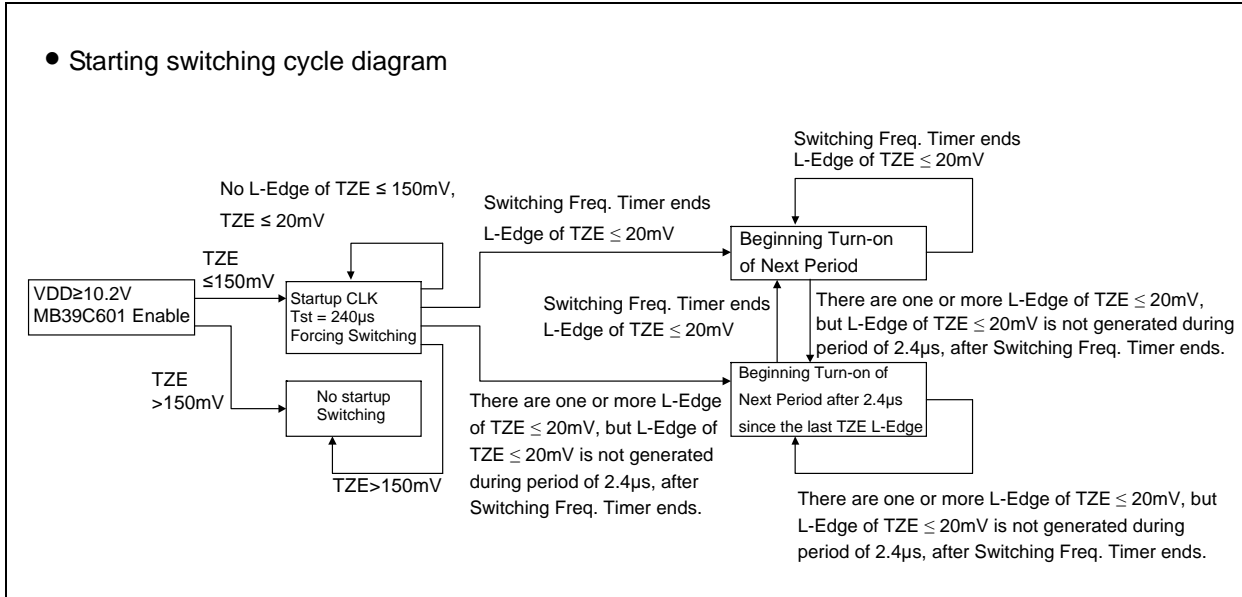 ● Starting switching cycle diagram
Switching Freq. Timer ends
L-Edge of TZE ≤ 20mV
No L-Edge of TZE ≤ 150mV,
TZE ≤ 20mV
Switching Freq. Timer ends
L-Edge of TZE ≤ 20mV
Beginning Turn-on
of Next Period
TZE
≤150mV
VDD≥10.2V
MB39C601 Enable
Startup CLK
Tst = 240µs
Forcing Switching
Switching Freq. Timer ends
L-Edge of TZE ≤ 20mV
There are one or more L-Edge of TZE ≤ 20mV,
but L-Edge of TZE ≤ 20mV is not generated during
period of 2.4µs, after Switching Freq. Timer ends.
TZE
>150mV
No startup
Switching
TZE>150mV
There are one or more L-Edge
of TZE ≤ 20mV, but L-Edge of
TZE ≤ 20mV is not generated
during period of 2.4µs, after
Switching Freq. Timer ends.
Beginning Turn-on of
Next Period after 2.4µs
since the last TZE L-Edge
There are one or more L-Edge of TZE ≤ 20mV, but
L-Edge of TZE ≤ 20mV is not generated during
period of 2.4µs, after Switching Freq. Timer ends.